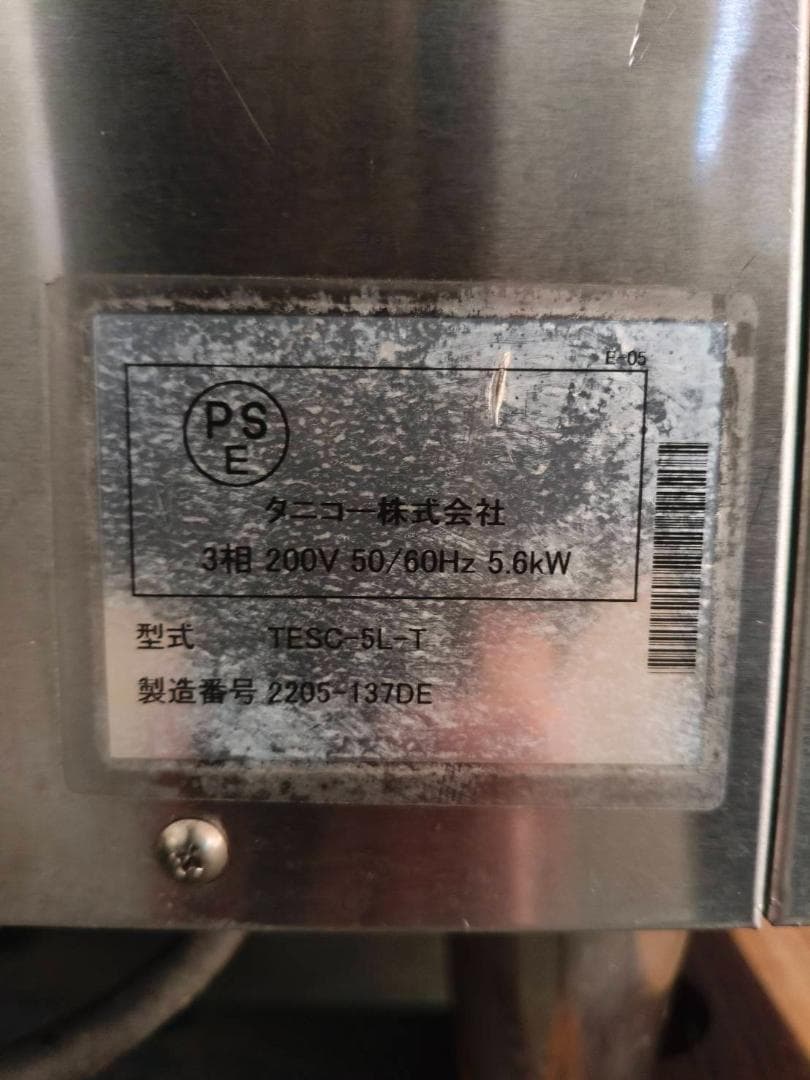 E-05
PS
E
タニコー株式会社
3相 200V 50/60Hz 5.6kW
型式 TESC-5L-T
製造番号 2205-137DE